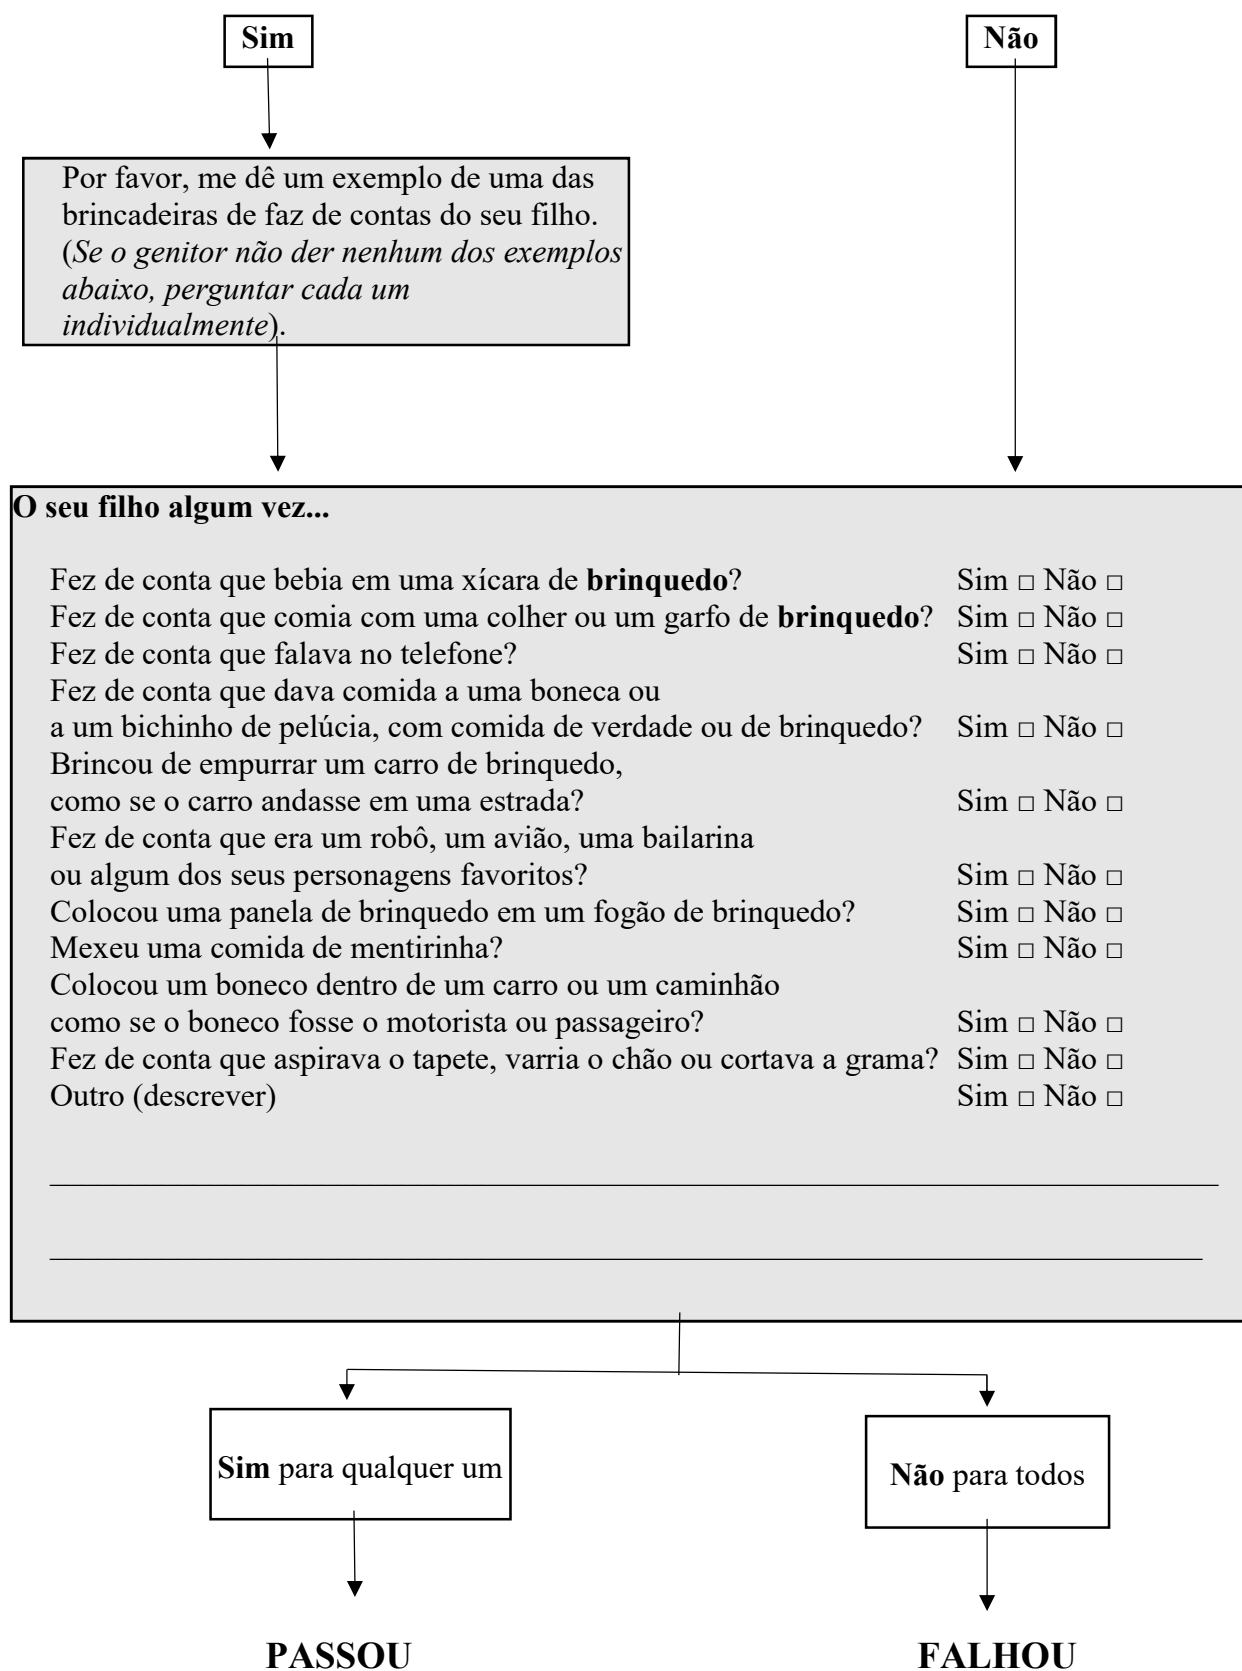 Sim
Não
Por favor, me dê um exemplo de uma das
brincadeiras de faz de contas do seu filho.
(Se o genitor não der nenhum dos exemplos
abaixo, perguntar cada um
individualmente).
O seu filho algum vez...
Fez de conta que bebia em uma xícara de brinquedo? Sim □ Não □
Fez de conta que comia com uma colher ou um garfo de brinquedo? Sim □ Não □
Fez de conta que falava no telefone? Sim □ Não □
Fez de conta que dava comida a uma boneca ou
a um bichinho de pelúcia, com comida de verdade ou de brinquedo? Sim □ Não □
Brincou de empurrar um carro de brinquedo,
como se o carro andasse em uma estrada? Sim □ Não □
Fez de conta que era um robô, um avião, uma bailarina
ou algum dos seus personagens favoritos? Sim □ Não □
Colocou uma panela de brinquedo em um fogão de brinquedo? Sim □ Não □
Mexeu uma comida de mentirinha? Sim □ Não □
Colocou um boneco dentro de um carro ou um caminhão
como se o boneco fosse o motorista ou passageiro? Sim □ Não □
Fez de conta que aspirava o tapete, varria o chão ou cortava a grama? Sim □ Não □
Outro (descrever) Sim □ Não □
Sim para qualquer um
Não para todos
PASSOU
FALHOU